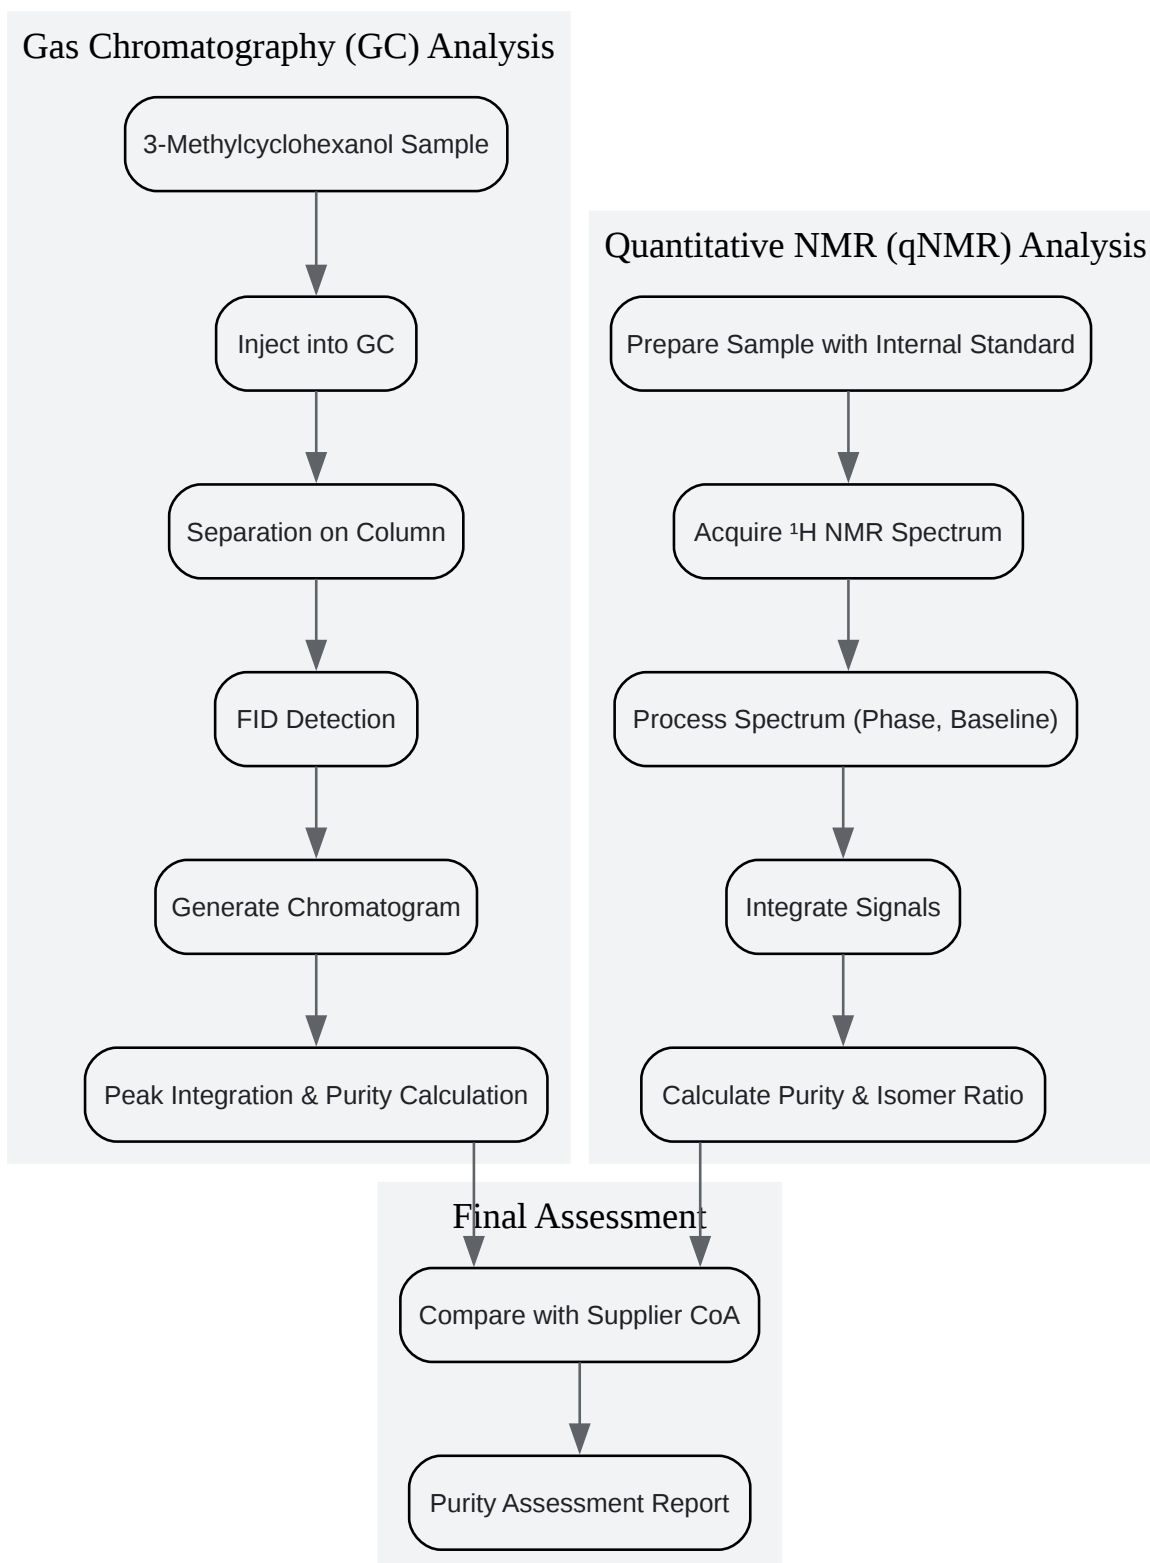 Gas Chromatography (GC) Analysis
3-Methylcyclohexanol Sample
Inject into GC
Separation on Column
FID Detection
Generate Chromatogram
Peak Integration & Purity Calculation
Quantitative NMR (qNMR) Analysis
Prepare Sample with Internal Standard
Acquire ¹H NMR Spectrum
Process Spectrum (Phase, Baseline)
Integrate Signals
Calculate Purity & Isomer Ratio
Final Assessment
Compare with Supplier CoA
Purity Assessment Report